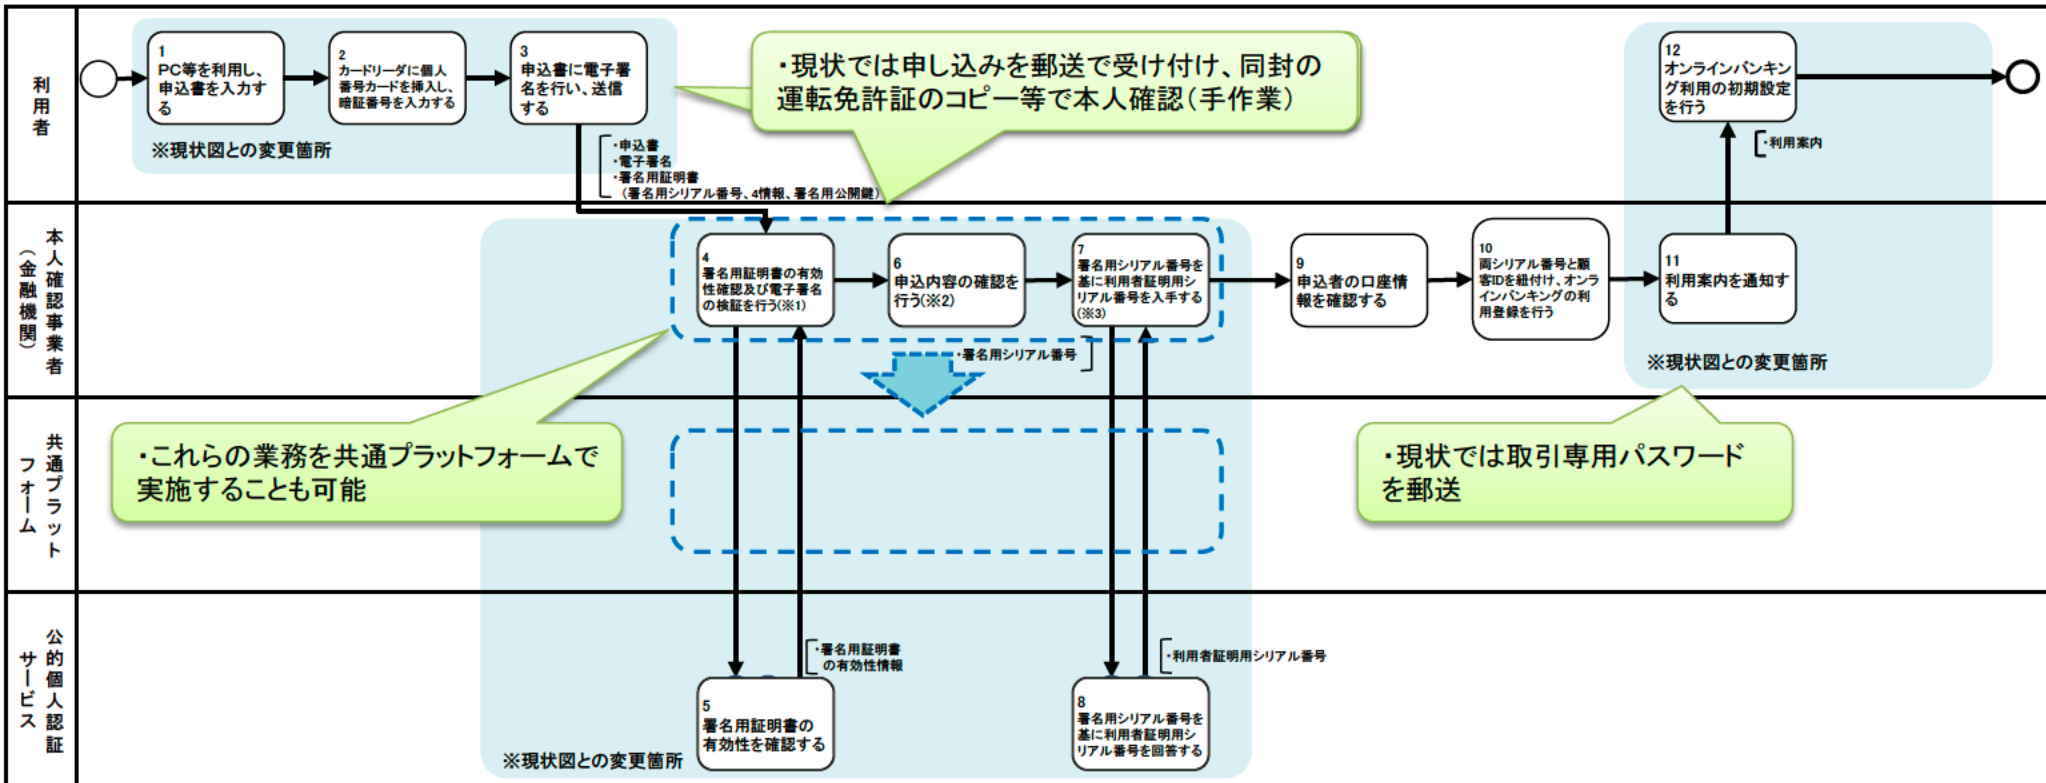 利用者
1
PC等を利用し、
申込書を入力す
る
2
カードリーダに個人
番号カードを挿入し、
暗証番号を入力する
3
申込書に電子署
名を行い、送信
する
※現状図との変更箇所
・申込書
・電子署名
・署名用証明書
（署名用シリアル番号、4情報、署名用公開鍵）
・現状では申し込みを郵送で受け付け、同封の
運転免許証のコピー等で本人確認（手作業）
12
オンラインバンキン
グ利用の初期設定
を行う
・利用案内
本人確認事業者
（金融機関）
4
署名用証明書の有効
性確認及び電子署名
の検証を行う(※1)
6
申込内容の確認を
行う(※2)
7
署名用シリアル番号を
基に利用者証明用シ
リアル番号を入手する
(※3)
9
申込者の口座情
報を確認する
10
両シリアル番号と顧
客IDを紐付け、オンラ
インバンキングの利
用登録を行う
11
利用案内を通知す
る
・署名用シリアル番号
※現状図との変更箇所
共通プラット
フォーム
・これらの業務を共通プラットフォームで
実施することも可能
・現状では取引専用パスワード
を郵送
公的個人認証
サービス
・署名用証明書
の有効性情報
・利用者証明用シリアル番号
5
署名用証明書の
有効性を確認する
8
署名用シリアル番号を
基に利用者証明用シ
リアル番号を回答する
※現状図との変更箇所